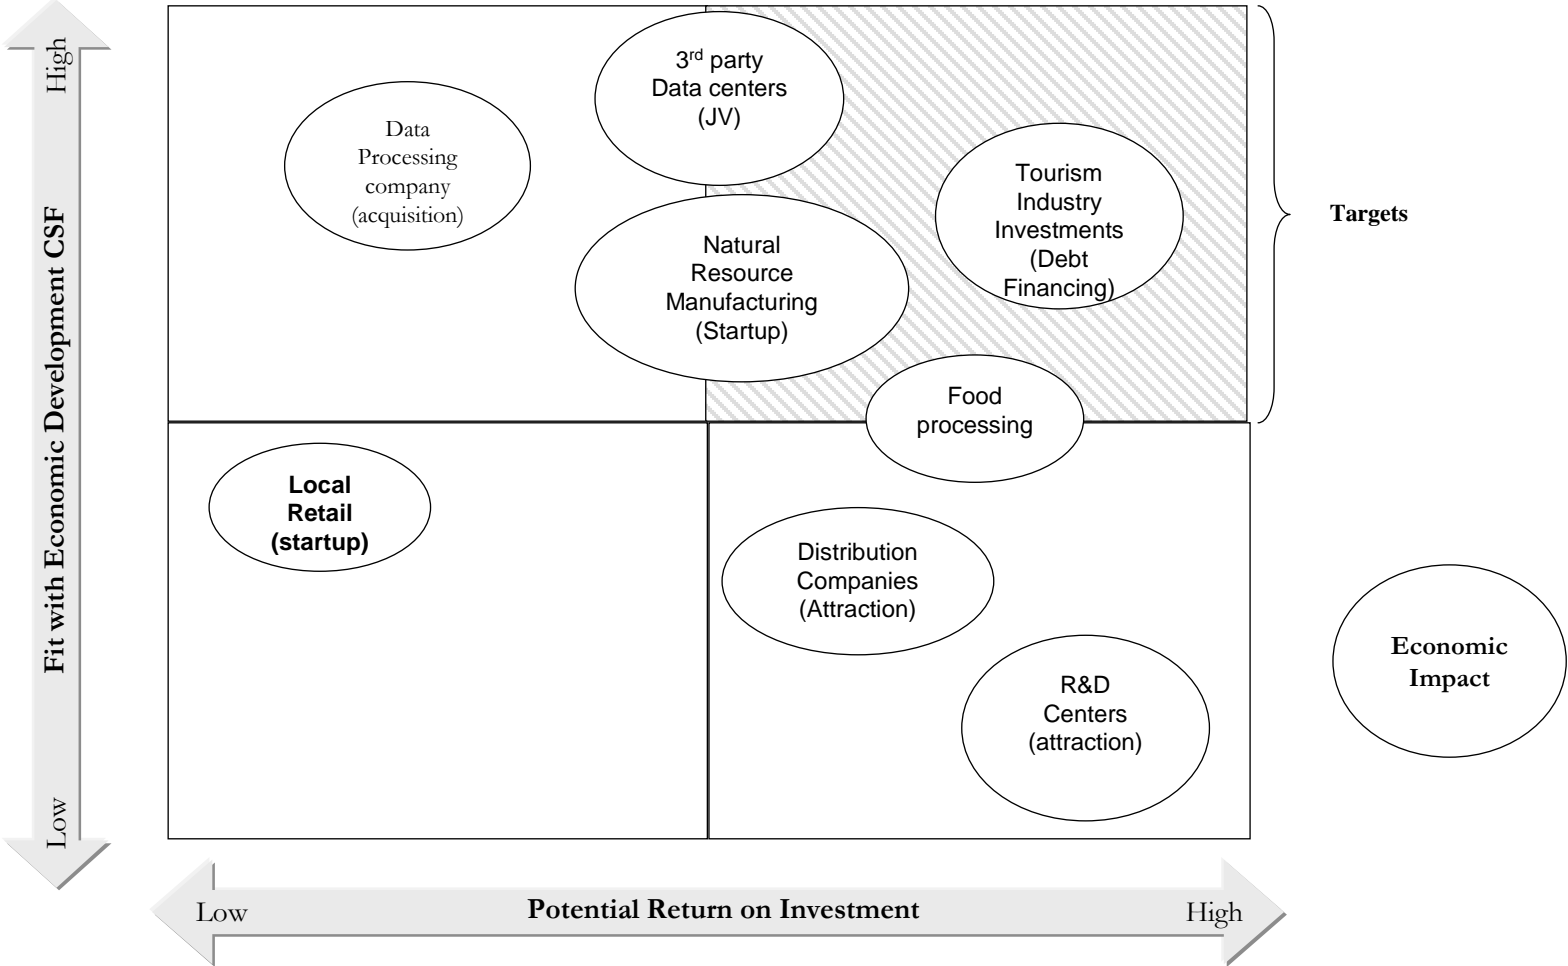 High
Fit with Economic Development CSF
Low
3rd party
Data centers
(JV)
Data
Processing
company
(acquisition)
Tourism
Industry
Investments
(Debt
Financing)
Targets
Natural
Resource
Manufacturing
(Startup)
Food
processing
Local
Retail
(startup)
Distribution
Companies
(Attraction)
R&D
Centers
(attraction)
Economic
Impact
Low
Potential Return on Investment
High